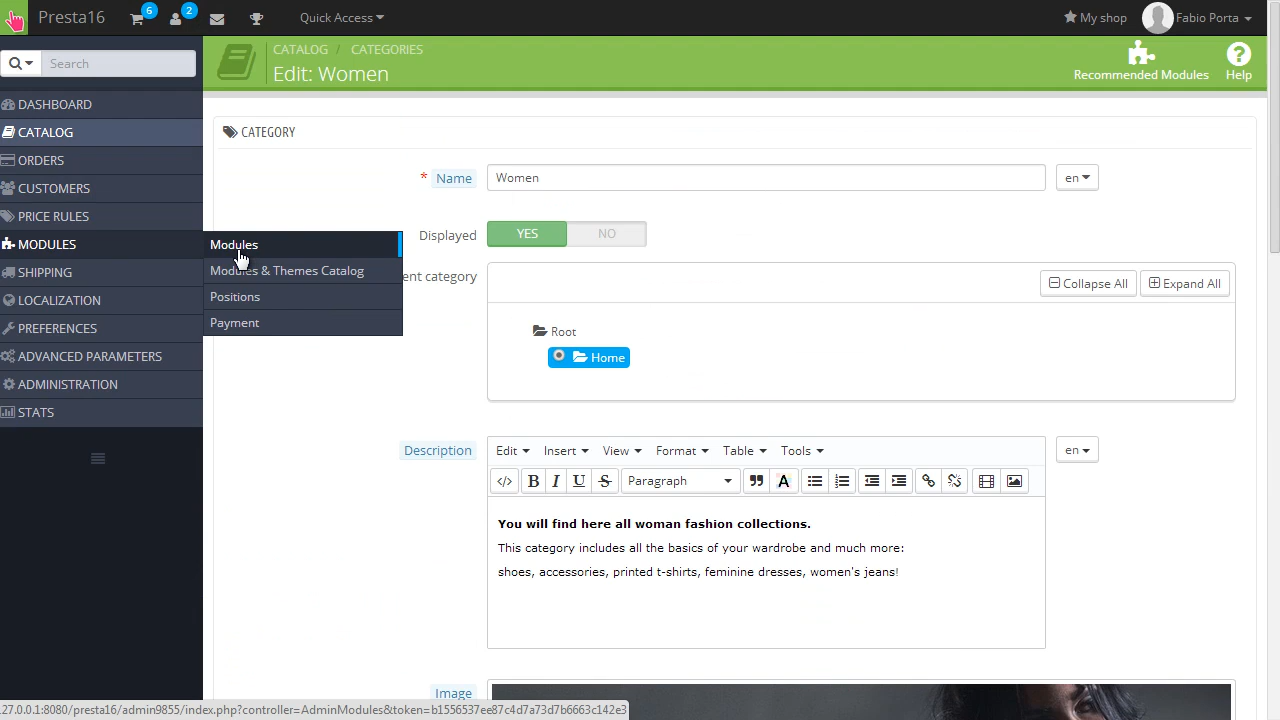 Presta16
6
2
Quick Access
My shop
Fabio Porta
Search
CATALOG / CATEGORIES
Edit: Women
Recommended Modules
Help
DASHBOARD
CATALOG
ORDERS
CUSTOMERS
PRICE RULES
MODULES
SHIPPING
LOCALIZATION
PREFERENCES
ADVANCED PARAMETERS
ADMINISTRATION
STATS
Modules
Modules & Themes Catalog
Positions
Payment
CATEGORY
* Name
Women
en
Displayed
YES
NO
ent category
Collapse All
Expand All
Root
Home
Description
Edit
Insert
View
Format
Table
Tools
en
</>
B
I
U
S
Paragraph
A
You will find here all woman fashion collections.
This category includes all the basics of your wardrobe and much more:
shoes, accessories, printed t-shirts, feminine dresses, women's jeans!
Image
127.0.0.1:8080/presta16/admin9855/index.php?controller=AdminModules&token=b1556537ee87c4d7a73d7b6663c142e3